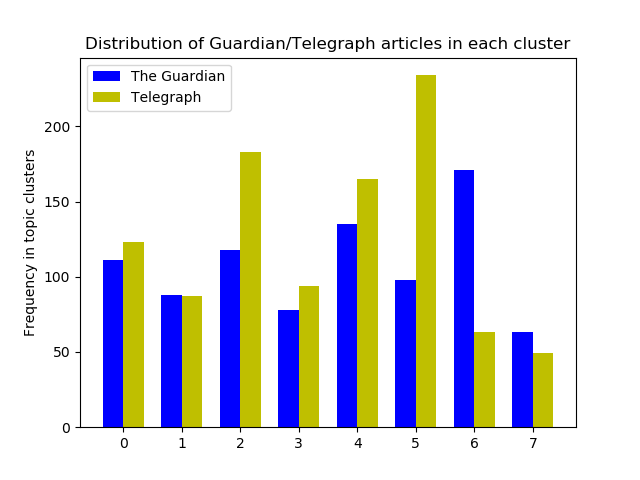 Distribution of Guardian/Telegraph articles in each cluster
The Guardian
Telegraph
Frequency in topic clusters
200
150
100
50
0
0 1 2 3 4 5 6 7